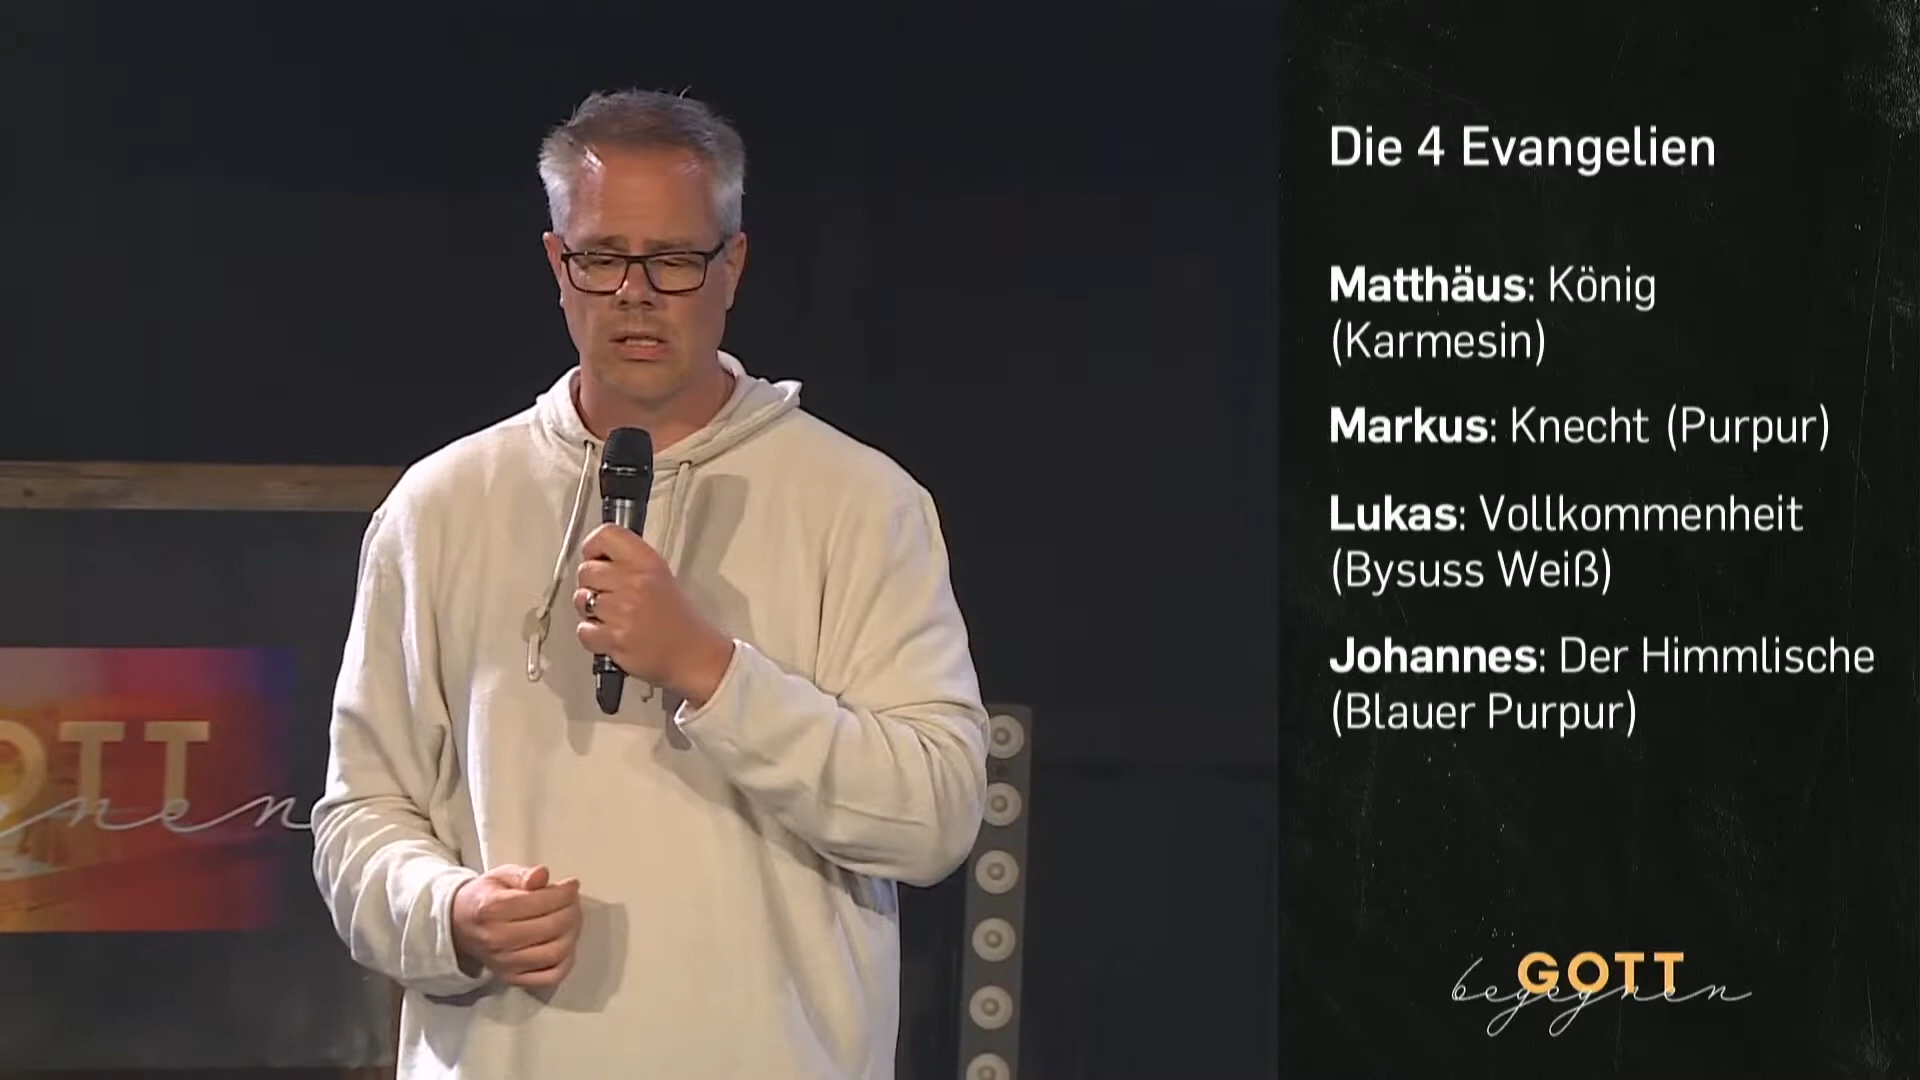 Die 4 Evangelien
Matthäus: König
(Karmesin)
Markus: Knecht (Purpur)
Lukas: Vollkommenheit
(Bysuss Weiß)
Johannes: Der Himmlische
(Blauer Purpur)
GOTT
begegnen